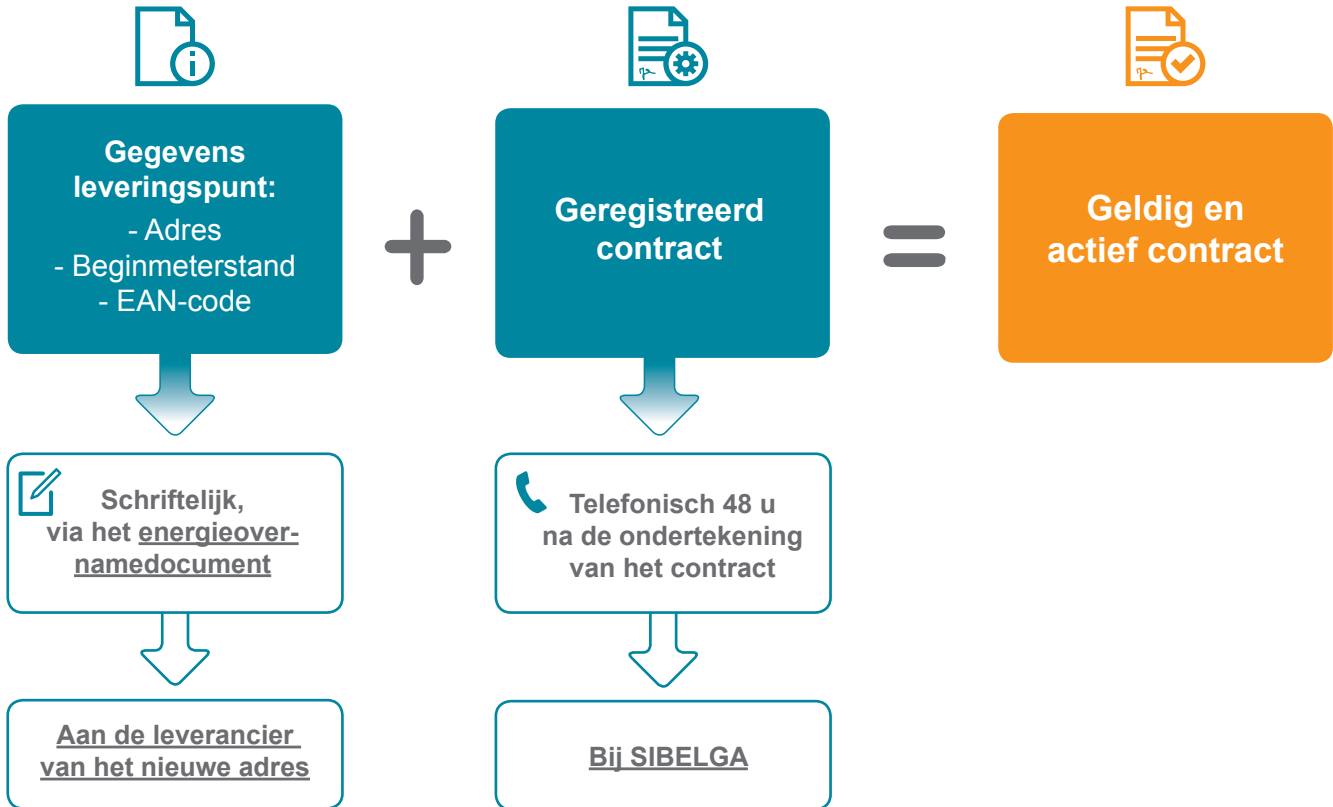 Gegevens
leveringspunt:
- Adres
- Beginmeterstand
- EAN-code
+
Geregistreerd
contract
=
Geldig en
actief contract
Schriftelijk,
via het energieover-
namedocument
Telefonisch 48 u
na de ondertekening
van het contract
Aan de leverancier
van het nieuwe adres
Bij SIBELGA